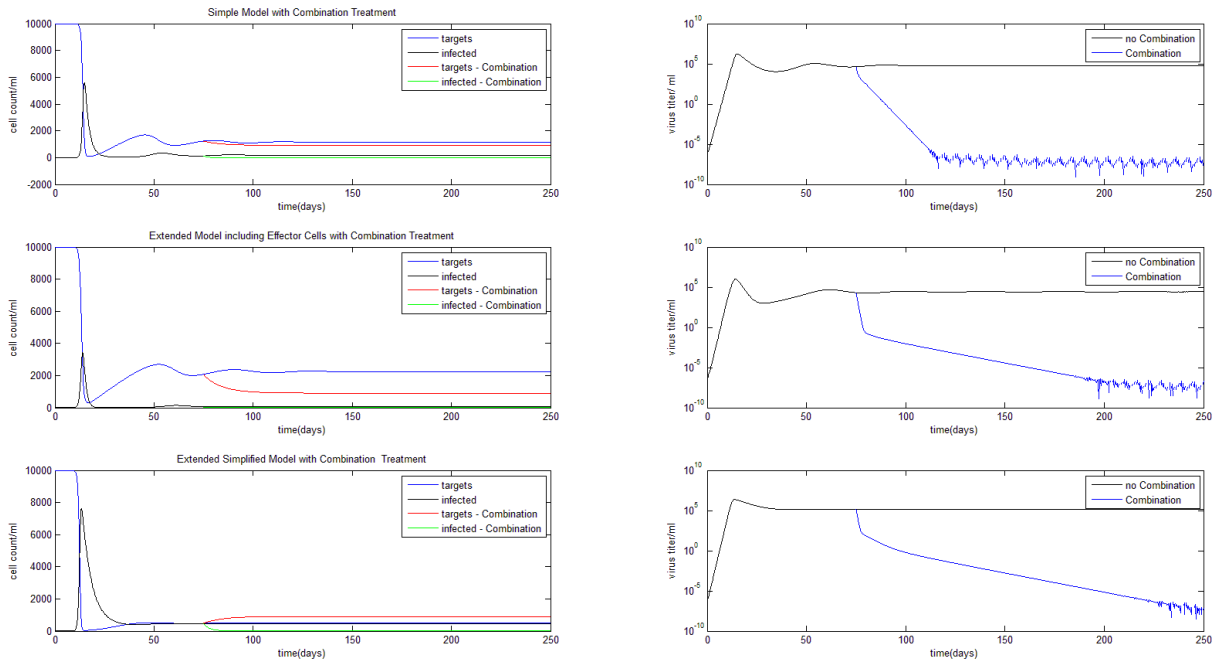 Simple Model with Combination Treatment
10000
8000
6000
4000
2000
0
-2000
cell count/ml
0 50 100 150 200 250
time(days)
targets
infected
targets - Combination
infected - Combination
10^10
10^5
10^0
10^-5
10^-10
virus titer/ ml
0 50 100 150 200 250
time(days)
no Combination
Combination
Extended Model including Effector Cells with Combination Treatment
10000
8000
6000
4000
2000
0
cell count/ml
0 50 100 150 200 250
time(days)
targets
infected
targets - Combination
infected - Combination
10^10
10^5
10^0
10^-5
10^-10
virus titer/ml
0 50 100 150 200 250
time(days)
no Combination
Combination
Extended Simplified Model with Combination Treatment
10000
8000
6000
4000
2000
0
cell count/ml
0 50 100 150 200 250
time(days)
targets
infected
targets - Combination
infected - Combination
10^10
10^5
10^0
10^-5
10^-10
virus titer/ml
0 50 100 150 200 250
time(days)
no Combination
Combination